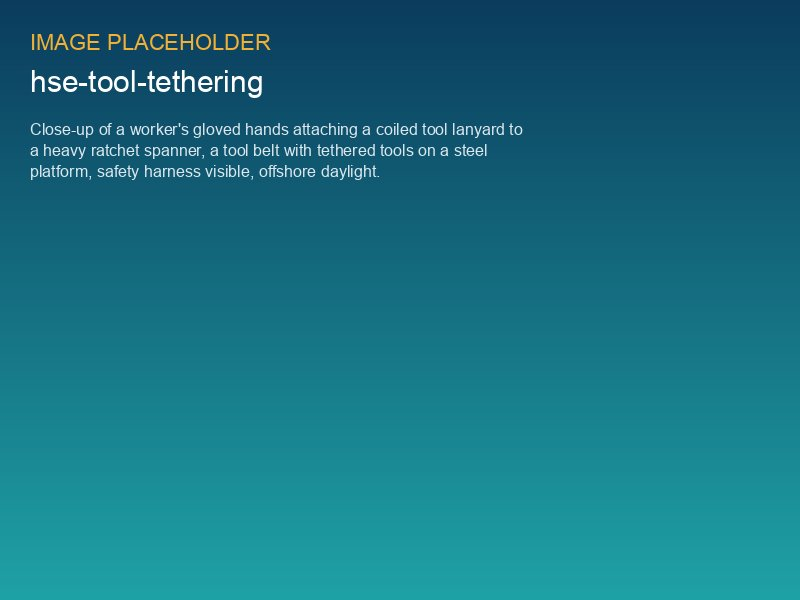 IMAGE PLACEHOLDER
hse-tool-tethering
Close-up of a worker's gloved hands attaching a coiled tool lanyard to
a heavy ratchet spanner, a tool belt with tethered tools on a steel
platform, safety harness visible, offshore daylight.